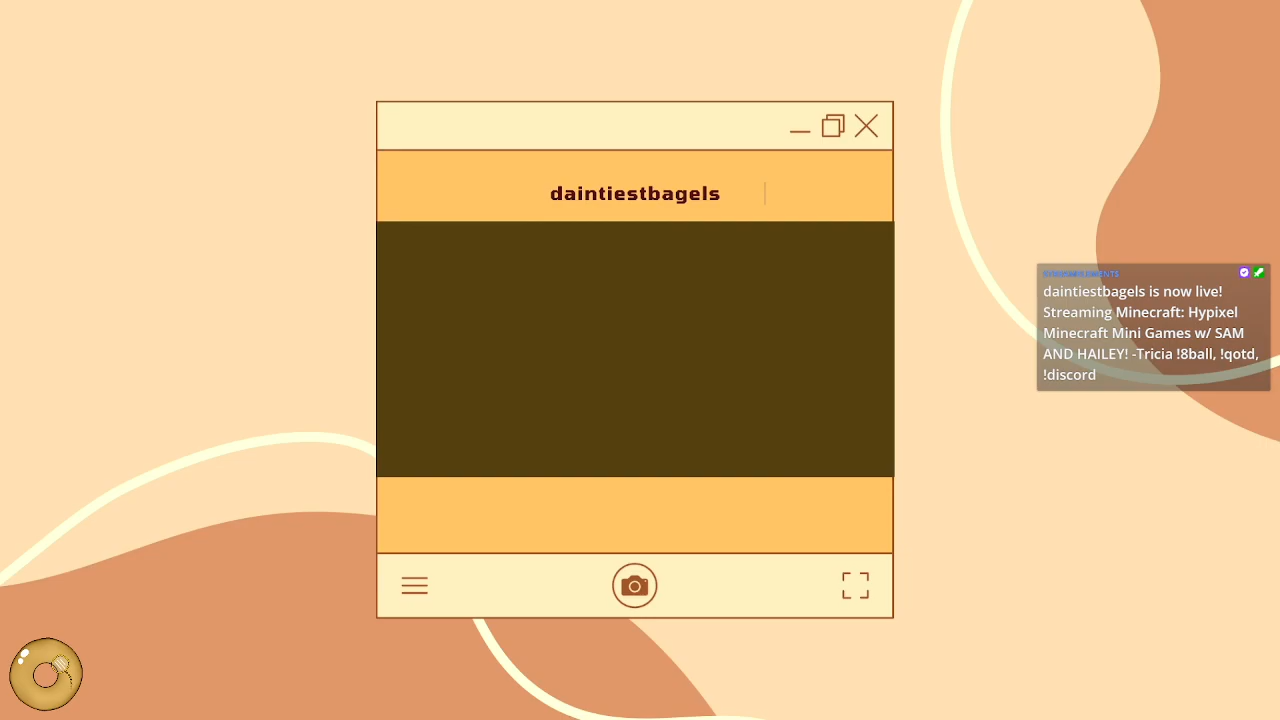 daintiestbagels
daintiestbagels is now live!
Streaming Minecraft: Hypixel
Minecraft Mini Games w/ SAM
AND HAILEY! -Tricia !8ball, !qotd,
!discord